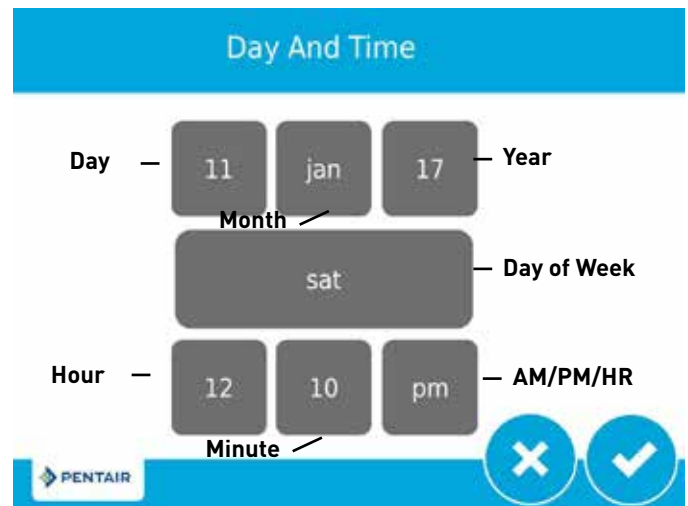 Day And Time
Day 11 jan 17 Year
Month
sat Day of Week
Hour 12 10 pm AM/PM/HR
Minute
PENTAIR